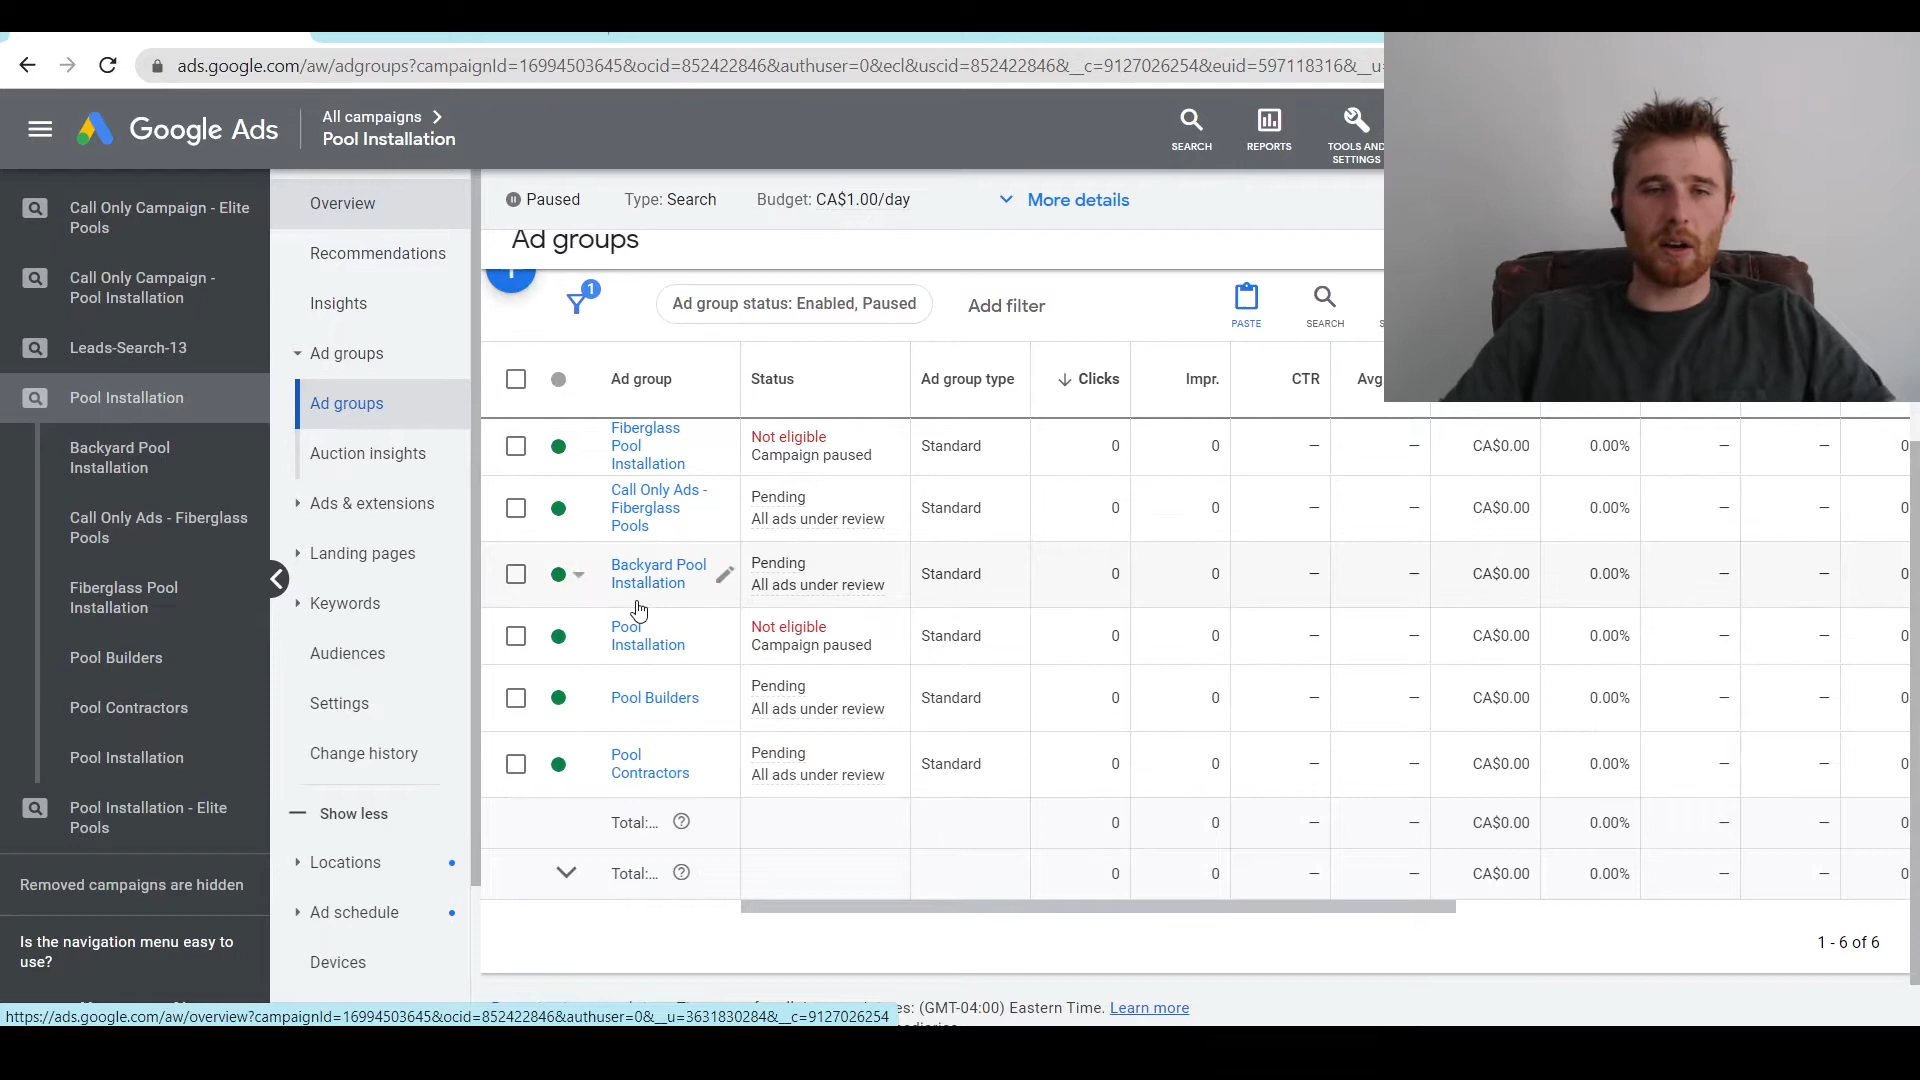 ads.google.com/aw/adgroups?campaignId=16994503645&ocid=852422846&authuser=0&ecl&uscid=852422846&__c=9127026254&euid=597118316&__u=
Google Ads
All campaigns
Pool Installation
SEARCH
REPORTS
TOOLS AND
SETTINGS
Call Only Campaign - Elite
Pools
Call Only Campaign -
Pool Installation
Leads-Search-13
Pool Installation
Backyard Pool
Installation
Call Only Ads - Fiberglass
Pools
Fiberglass Pool
Installation
Pool Builders
Pool Contractors
Pool Installation
Pool Installation - Elite
Pools
Removed campaigns are hidden
Is the navigation menu easy to
use?
Overview
Recommendations
Insights
Ad groups
Ad groups
Auction insights
Ads & extensions
Landing pages
Keywords
Audiences
Settings
Change history
Show less
Locations
Ad schedule
Devices
Paused Type: Search Budget: CA$1.00/day More details
Ad groups
1
Ad group status: Enabled, Paused
Add filter
PASTE
SEARCH
Ad group Status Ad group type Clicks Impr. CTR Avg
Fiberglass
Pool
Installation
Not eligible
Campaign paused
Standard 0 0 — — CA$0.00 0.00% — — 0
Call Only Ads -
Fiberglass
Pools
Pending
All ads under review
Standard 0 0 — — CA$0.00 0.00% — — 0
Backyard Pool
Installation
Pending
All ads under review
Standard 0 0 — — CA$0.00 0.00% — — 0
Pool
Installation
Not eligible
Campaign paused
Standard 0 0 — — CA$0.00 0.00% — — 0
Pool Builders
Pending
All ads under review
Standard 0 0 — — CA$0.00 0.00% — — 0
Pool
Contractors
Pending
All ads under review
Standard 0 0 — — CA$0.00 0.00% — — 0
Total:... 0 0 — — CA$0.00 0.00% — — 0
Total:... 0 0 — — CA$0.00 0.00% — — 0
1 - 6 of 6
(GMT-04:00) Eastern Time. Learn more
https://ads.google.com/aw/overview?campaignId=16994503645&ocid=852422846&authuser=0&__u=3631830284&__c=9127026254